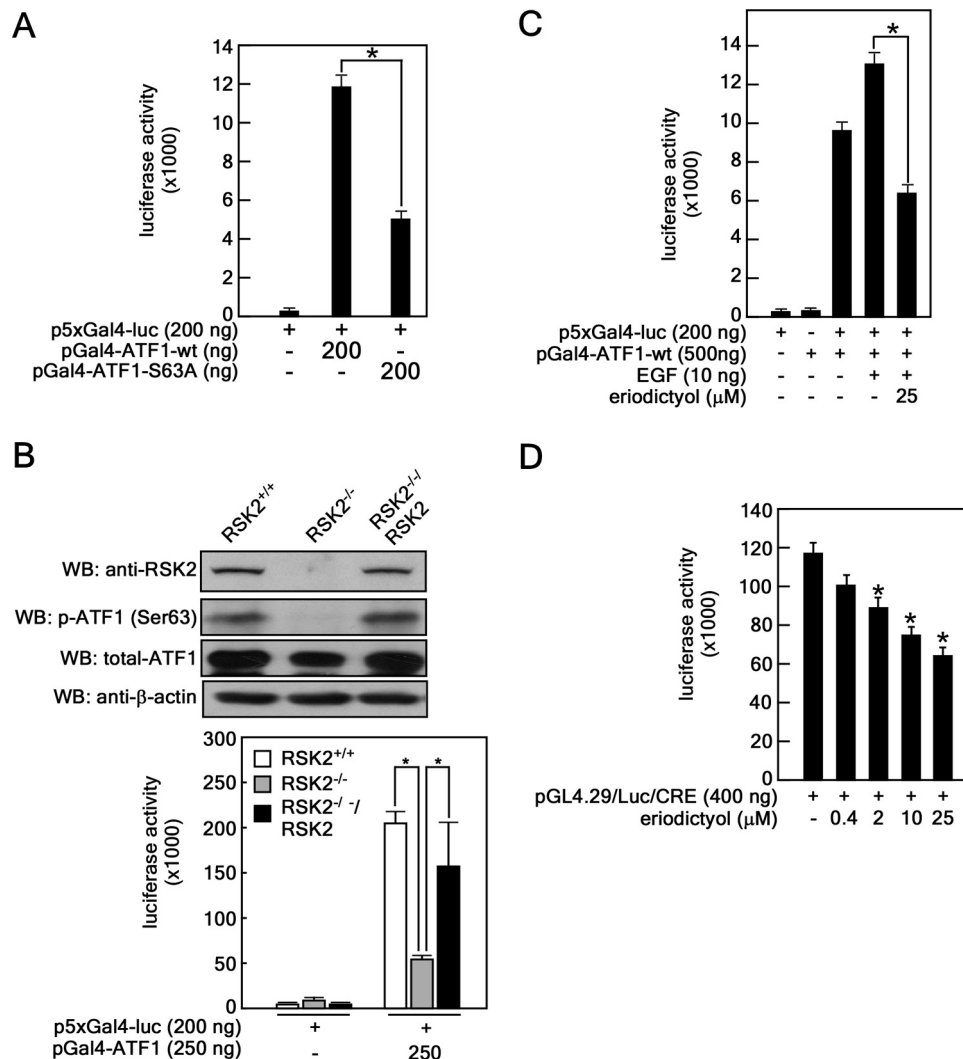 A
luciferase activity
(x1000)
14
12
10
8
6
4
2
0
*
p5xGal4-luc (200 ng) + + +
pGal4-ATF1-wt (ng) - 200 -
pGal4-ATF1-S63A (ng) - - 200
C
luciferase activity
(x1000)
14
12
10
8
6
4
2
0
*
p5xGal4-luc (200 ng) + - + + +
pGal4-ATF1-wt (500ng) - + + + +
EGF (10 ng) - - - + +
eriodictyol (μM) - - - - 25
B
RSK2+/+ RSK2-/- RSK2-/-/
RSK2
WB: anti-RSK2
WB: p-ATF1 (Ser63)
WB: total-ATF1
WB: anti-β-actin
luciferase activity
(x1000)
300
250
200
150
100
50
0
RSK2+/+
RSK2-/-
RSK2-/ -/
RSK2
* *
p5xGal4-luc (200 ng) + +
pGal4-ATF1 (250 ng) - 250
D
luciferase activity
(x1000)
140
120
100
80
60
40
20
0
* * *
pGL4.29/Luc/CRE (400 ng) + + + + +
eriodictyol (μM) - 0.4 2 10 25